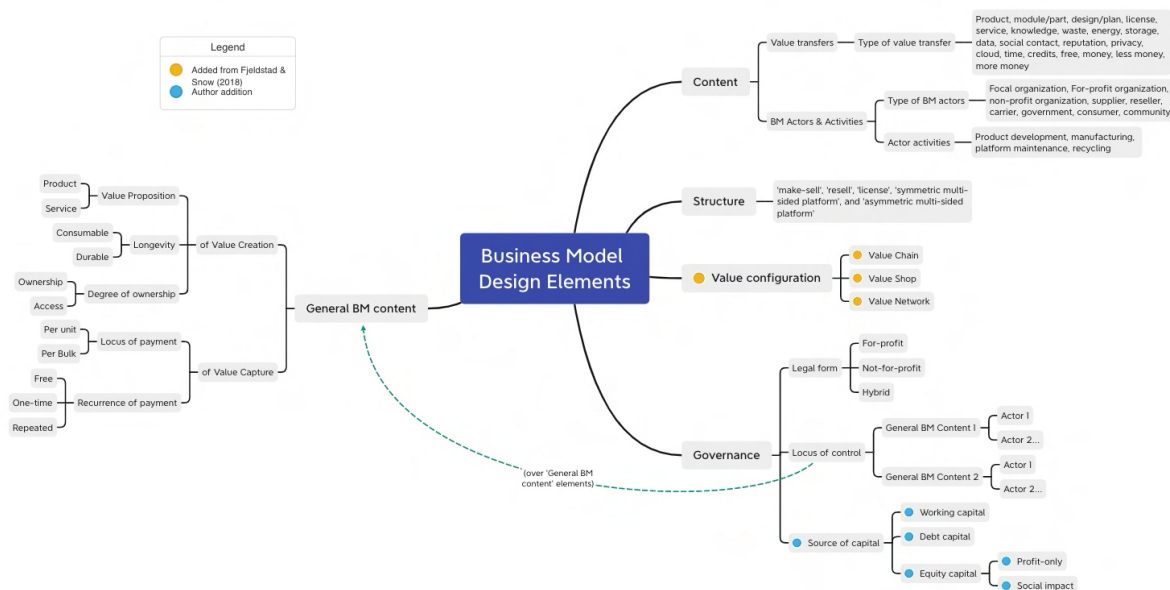 Legend
Added from Fjeldstad &
Snow (2018)
Author addition
Business Model
Design Elements
Content
Value transfers
Type of value transfer
Product, module/part, design/plan, license,
service, knowledge, waste, energy, storage,
data, social contact, reputation, privacy,
cloud, time, credits, free, money, less money,
more money
BM Actors & Activities
Type of BM actors
Focal organization, For-profit organization,
non-profit organization, supplier, reseller,
carrier, government, consumer, community
Actor activities
Product development, manufacturing,
platform maintenance, recycling
Structure
'make-sell', 'resell', 'license', 'symmetric multi-
sided platform', and 'asymmetric multi-sided
platform'
Value configuration
Value Chain
Value Shop
Value Network
Governance
Legal form
For-profit
Not-for-profit
Hybrid
Locus of control
General BM Content 1
Actor 1
Actor 2...
General BM Content 2
Actor 1
Actor 2...
(over 'General BM
content' elements)
Source of capital
Working capital
Debt capital
Equity capital
Profit-only
Social impact
General BM content
of Value Creation
Value Proposition
Product
Service
Longevity
Consumable
Durable
Degree of ownership
Ownership
Access
of Value Capture
Locus of payment
Per unit
Per Bulk
Recurrence of payment
Free
One-time
Repeated